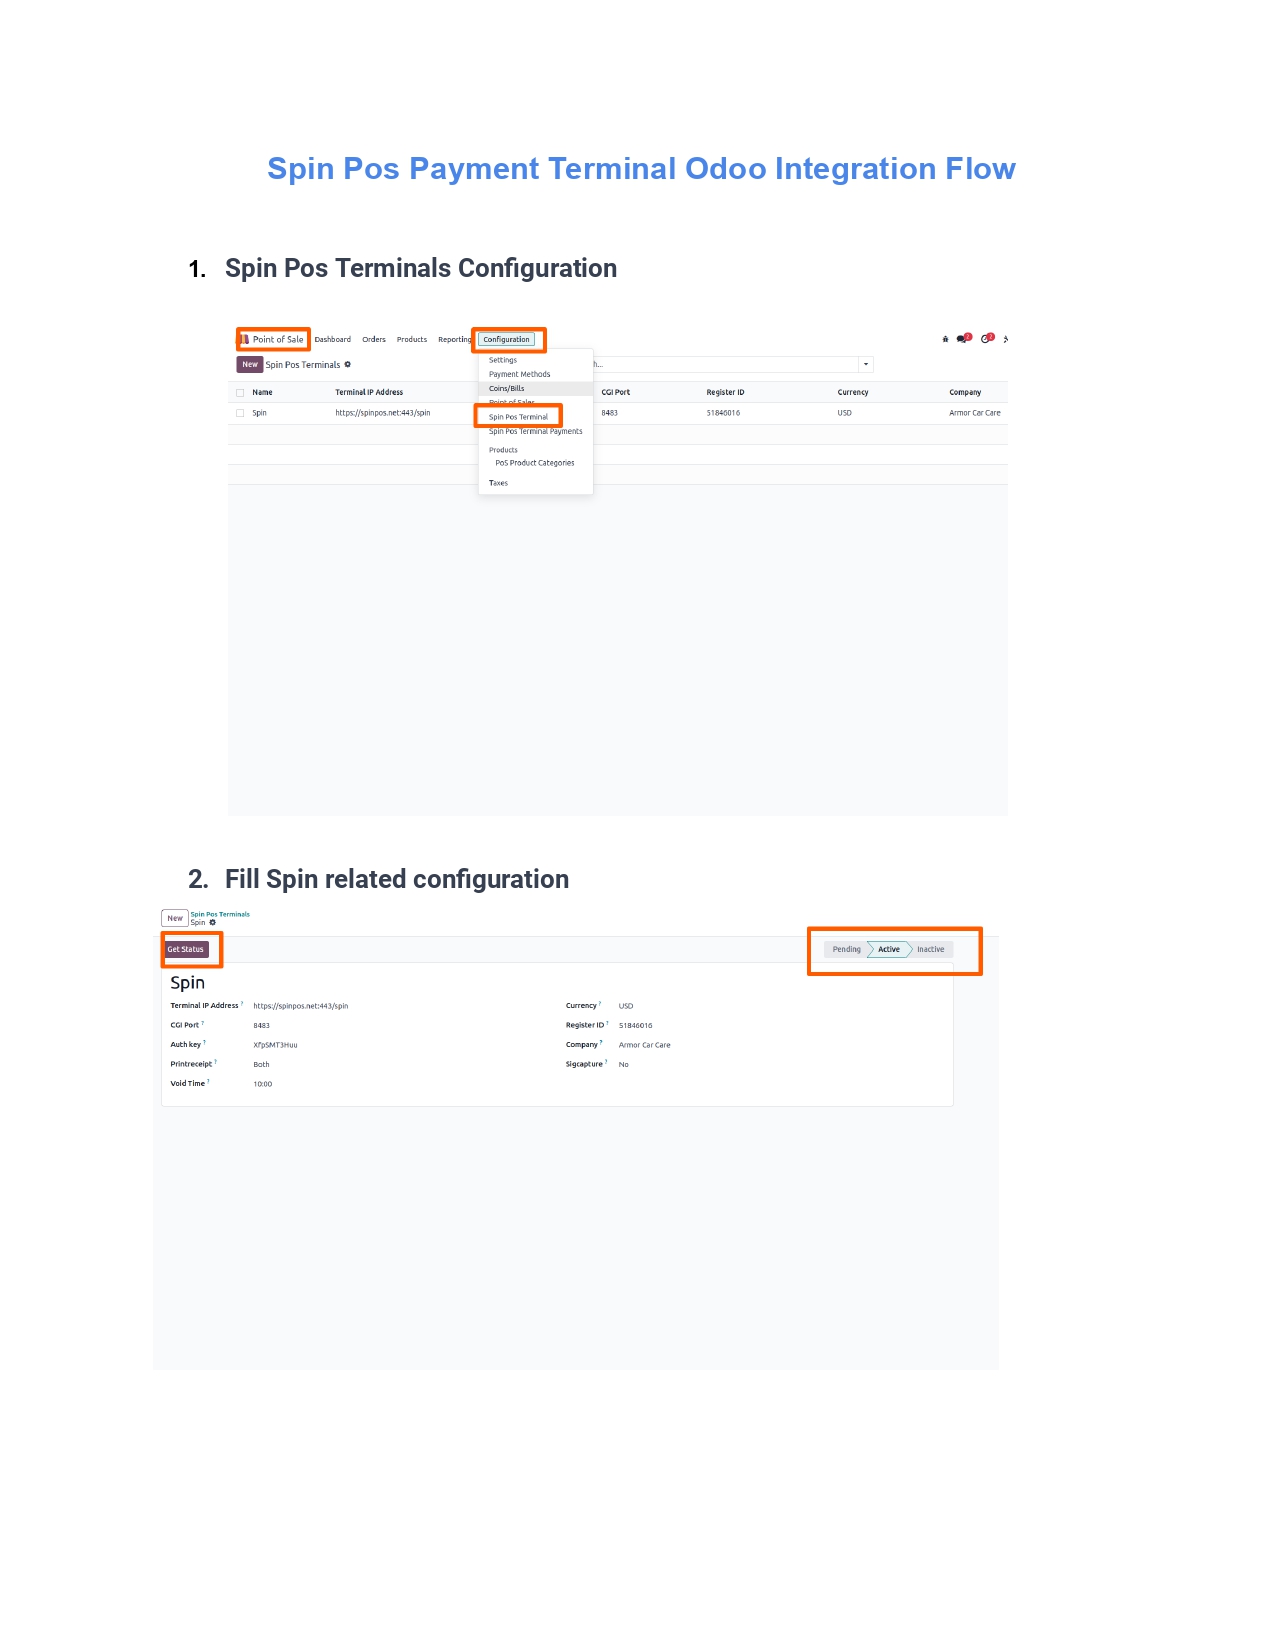 Spin Pos Payment Terminal Odoo Integration Flow
1. Spin Pos Terminals Configuration
Point of Sale Dashboard Orders Products Reporting Configuration 2
New Spin Pos Terminals
Settings
Payment Methods
Coins/Bills
Point of Sales
Spin Pos Terminal
Spin Pos Terminal Payments
Products
PoS Product Categories
Taxes
Name Terminal IP Address CGI Port Register ID Currency Company
Spin https://spinpos.net:443/spin 8483 51846016 USD Armor Car Care
2. Fill Spin related configuration
New Spin Pos Terminals
Spin
Get Status Pending Active Inactive
Spin
Terminal IP Address ? https://spinpos.net:443/spin Currency ? USD
CGI Port ? 8483 Register ID ? 51846016
Auth key ? XfpSMT3Huu Company ? Armor Car Care
Printreceipt ? Both Sigcapture ? No
Void Time ? 10:00